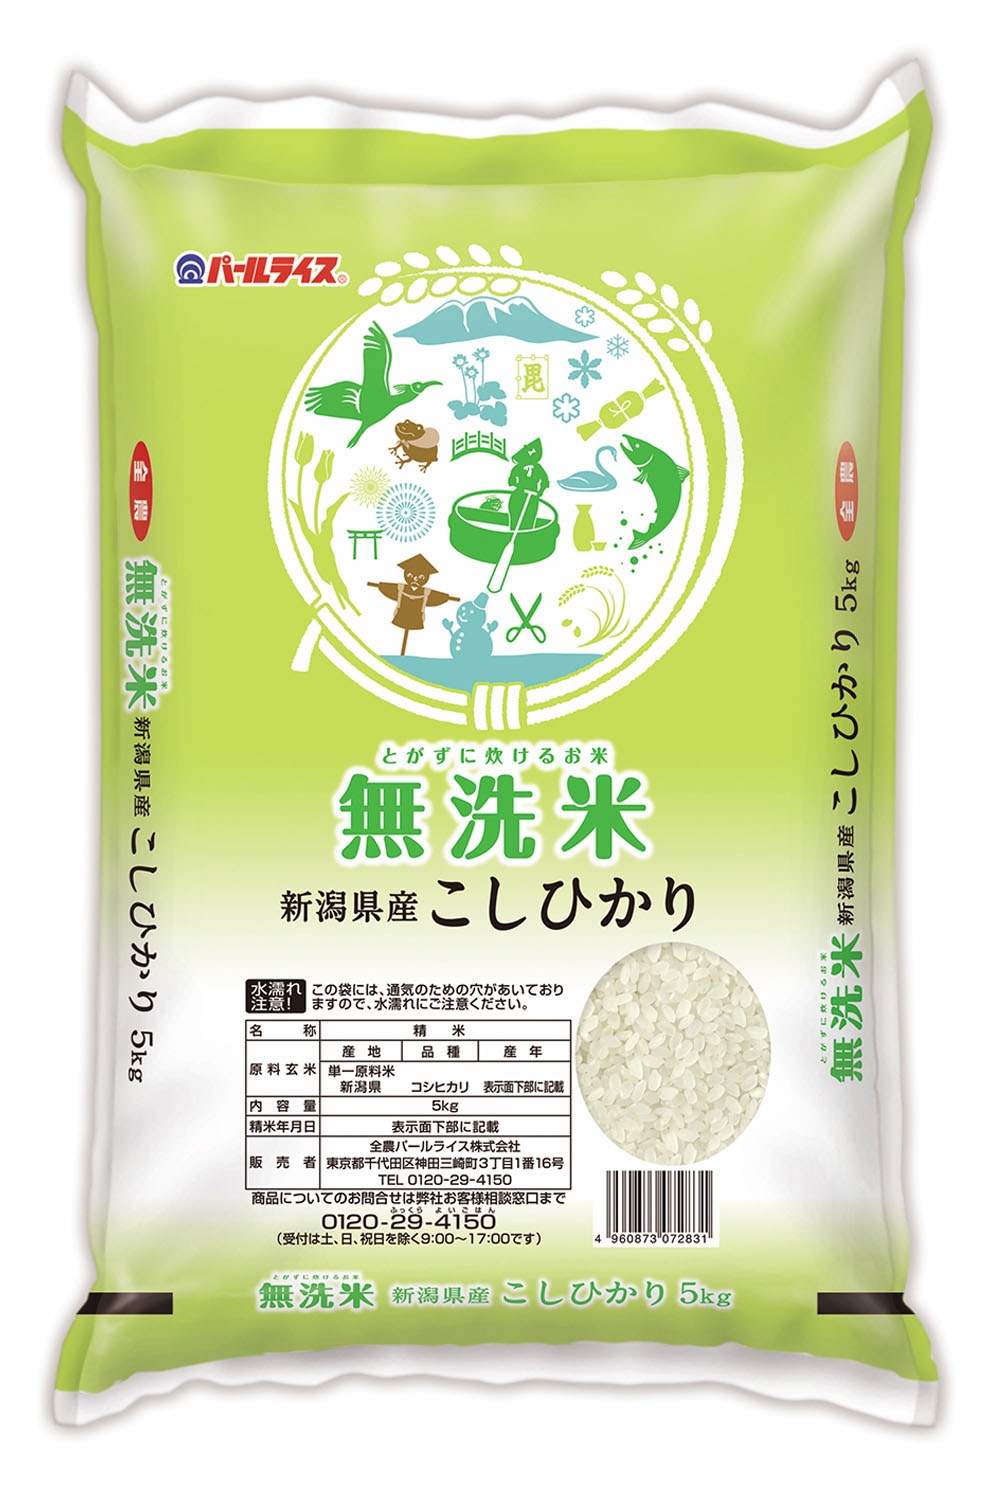 パールライス®
毘
とがずに炊けるお米
無洗米
新潟県産 こしひかり
全農
とがずに炊けるお米
無洗米 新潟県産 こしひかり 5kg
全農
とがずに炊けるお米
無洗米 新潟県産 こしひかり 5kg
水濡れ注意! この袋には、通気のための穴があいており
ますので、水濡れにご注意ください。
名称 精米
原料玄米 産地 品種 産年
単一原料米
新潟県 コシヒカリ 表示面下部に記載
内容量 5kg
精米年月日 表示面下部に記載
販売者 全農パールライス株式会社
東京都千代田区神田三崎町3丁目1番16号
TEL 0120-29-4150
商品についてのお問合せは弊社お客様相談窓口まで
ふっくら よいごはん
0120-29-4150
(受付は土、日、祝日を除く9:00～17:00です)
4 960873 072831
とがずに炊けるお米
無洗米 新潟県産 こしひかり 5kg